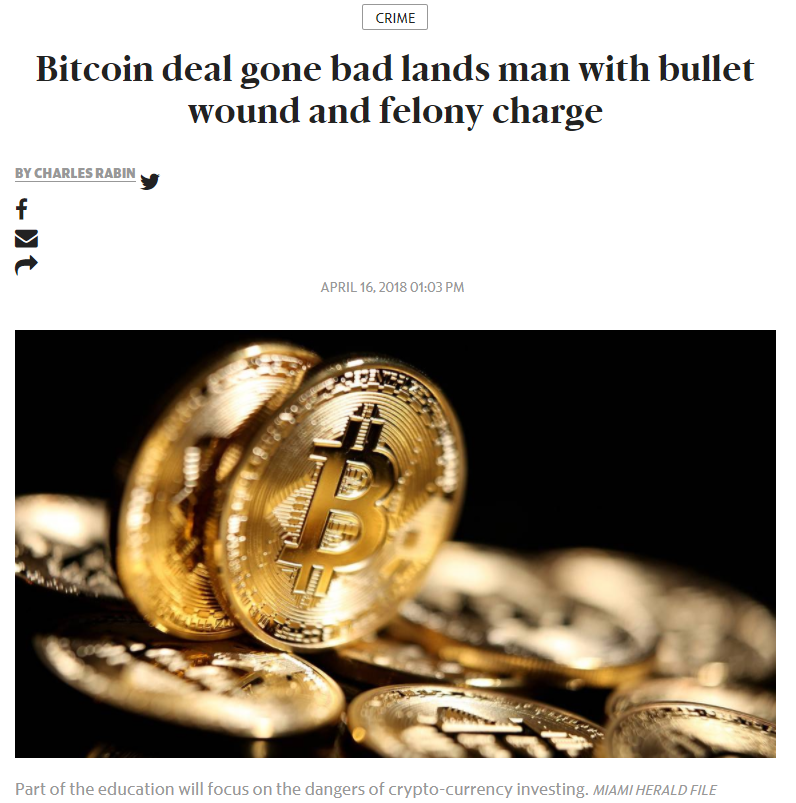 CRIME
Bitcoin deal gone bad lands man with bullet
wound and felony charge
BY CHARLES RABIN
APRIL 16, 2018 01:03 PM
Part of the education will focus on the dangers of crypto-currency investing. MIAMI HERALD FILE